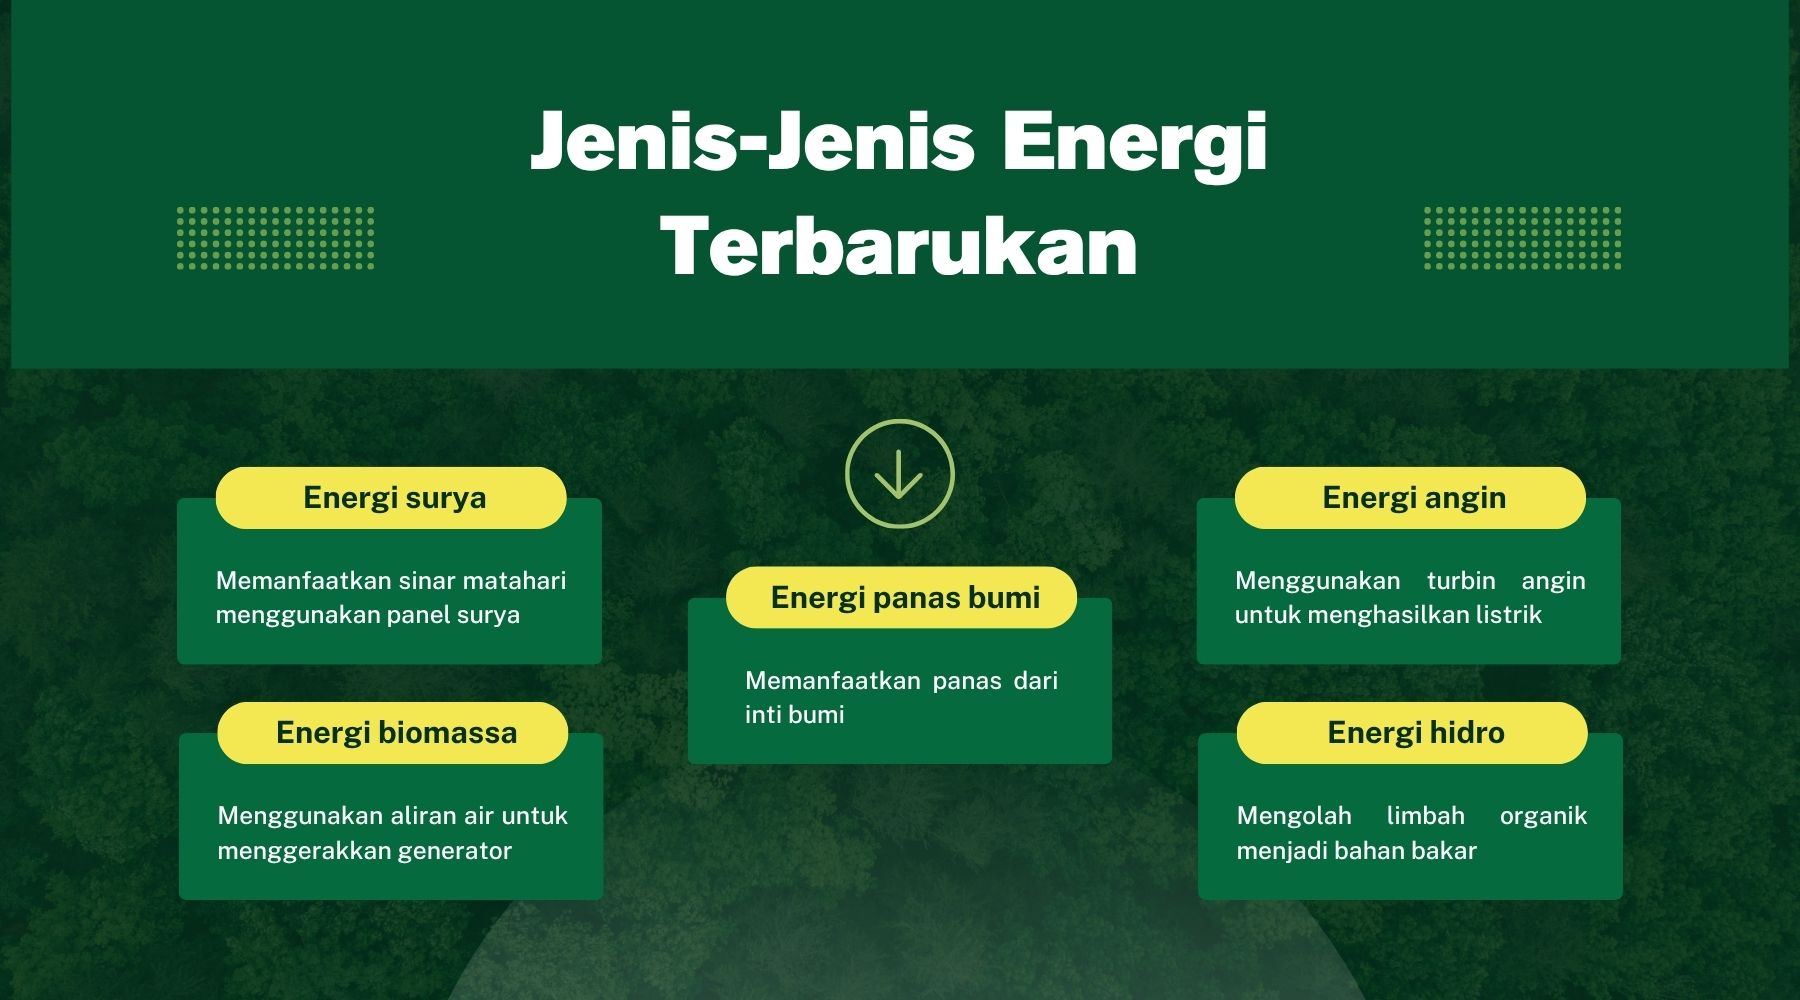 Jenis-Jenis Energi
Terbarukan
Energi surya
Memanfaatkan sinar matahari
menggunakan panel surya
Energi biomassa
Menggunakan aliran air untuk
menggerakkan generator
Energi panas bumi
Memanfaatkan panas dari
inti bumi
Energi angin
Menggunakan turbin angin
untuk menghasilkan listrik
Energi hidro
Mengolah limbah organik
menjadi bahan bakar